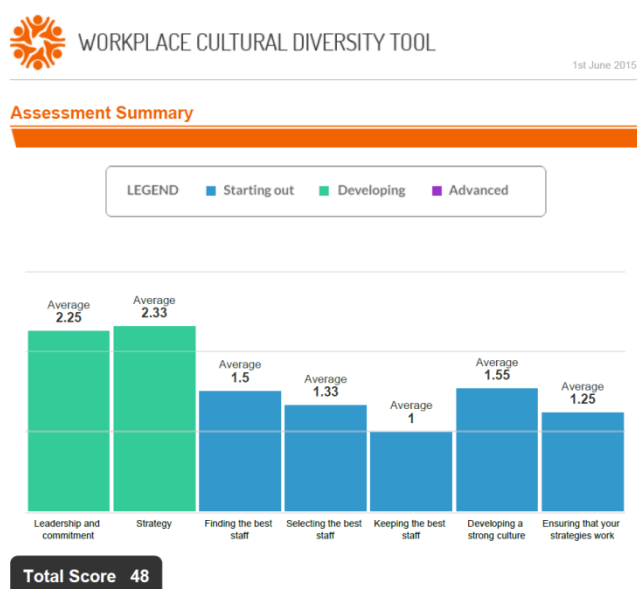 WORKPLACE CULTURAL DIVERSITY TOOL
1st June 2015
Assessment Summary
LEGEND Starting out Developing Advanced
Average
2.25
Average
2.33
Average
1.5
Average
1.33
Average
1
Average
1.55
Average
1.25
Leadership and
commitment
Strategy
Finding the best
staff
Selecting the best
staff
Keeping the best
staff
Developing a
strong culture
Ensuring that your
strategies work
Total Score 48